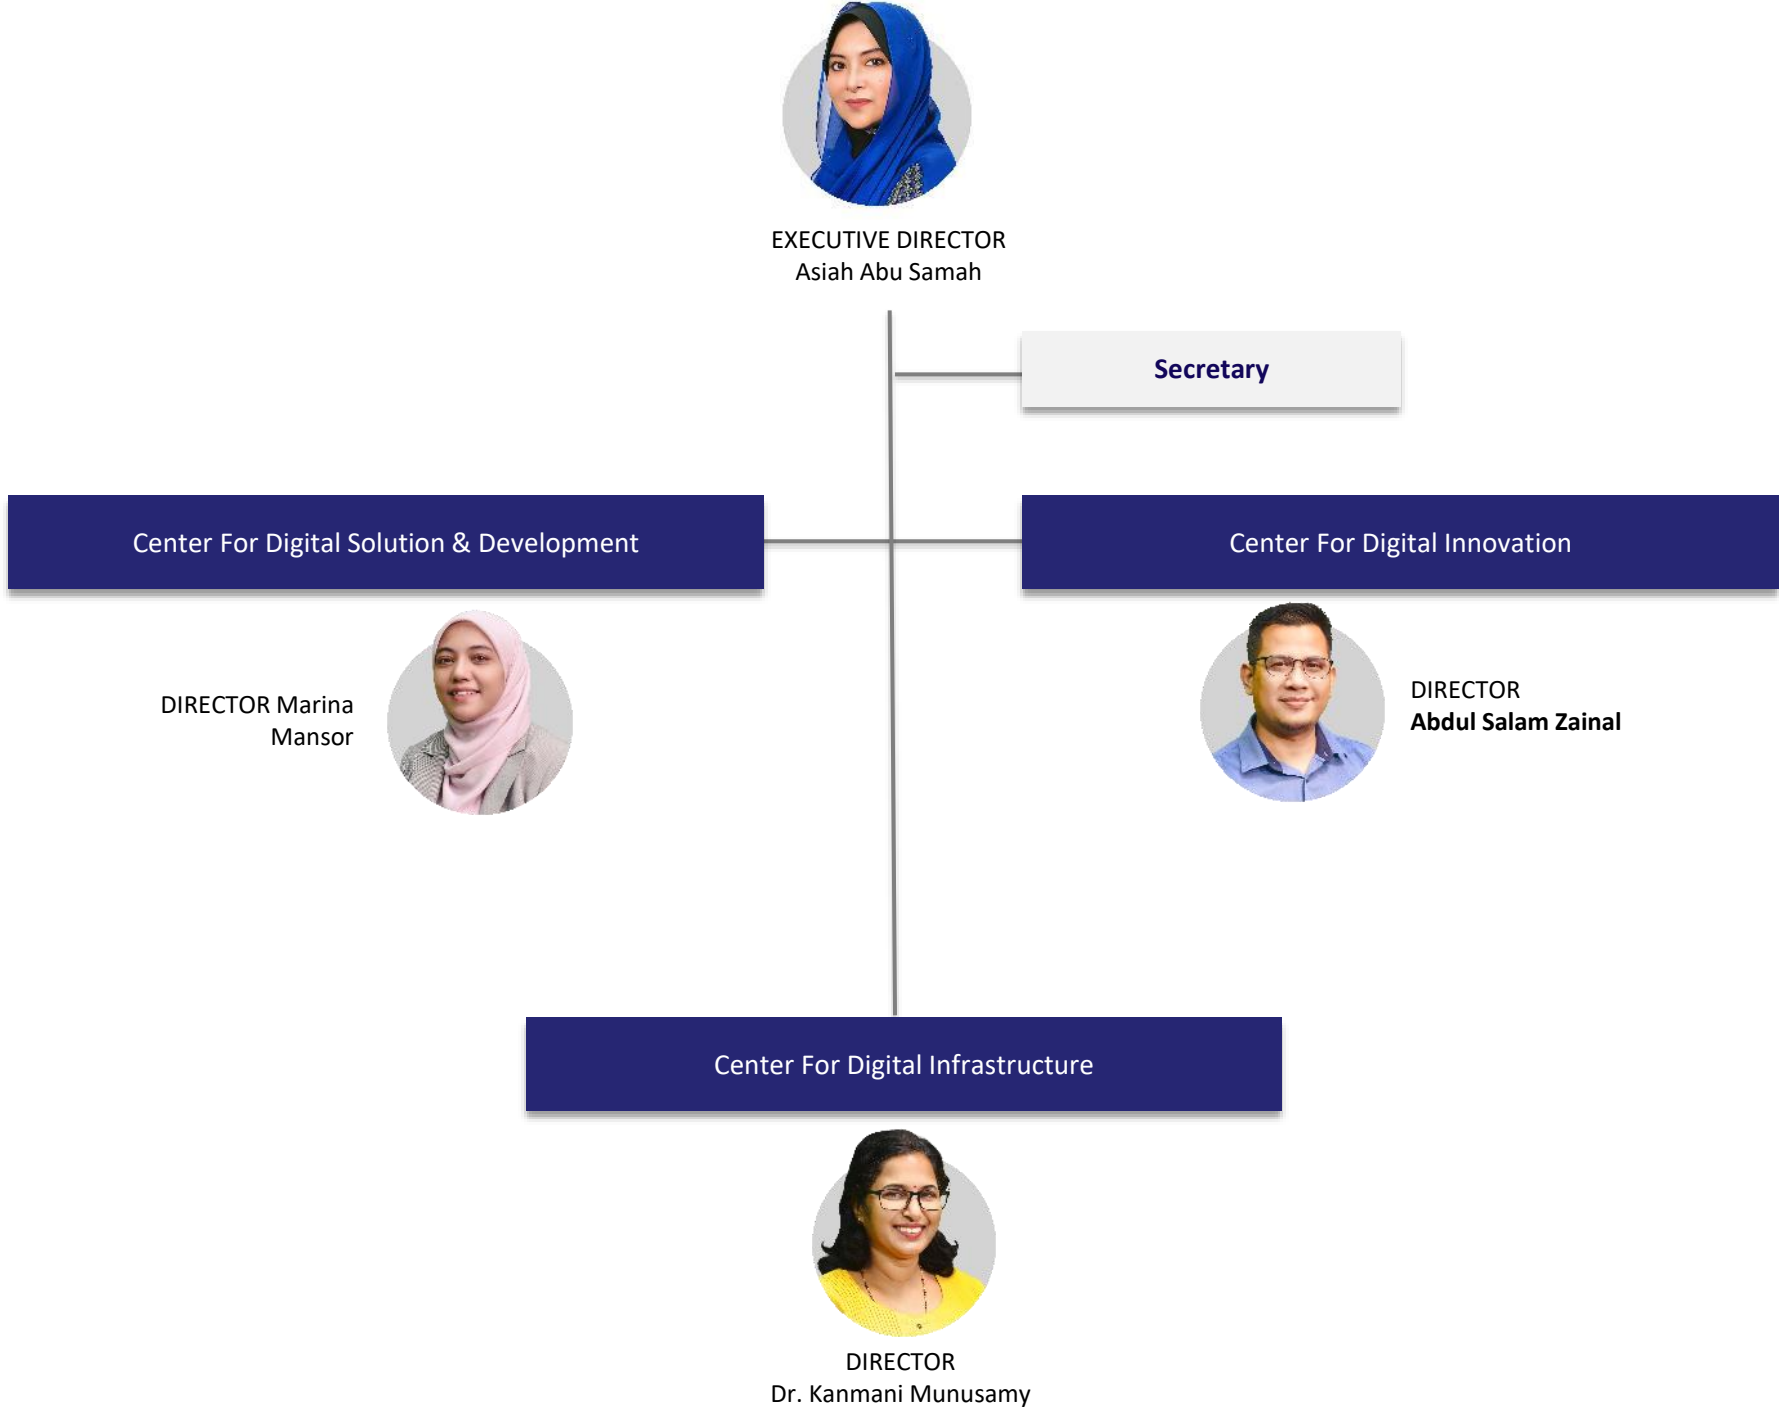 EXECUTIVE DIRECTOR
Asiah Abu Samah
Secretary
Center For Digital Solution & Development
Center For Digital Innovation
DIRECTOR Marina
Mansor
DIRECTOR
Abdul Salam Zainal
Center For Digital Infrastructure
DIRECTOR
Dr. Kanmani Munusamy